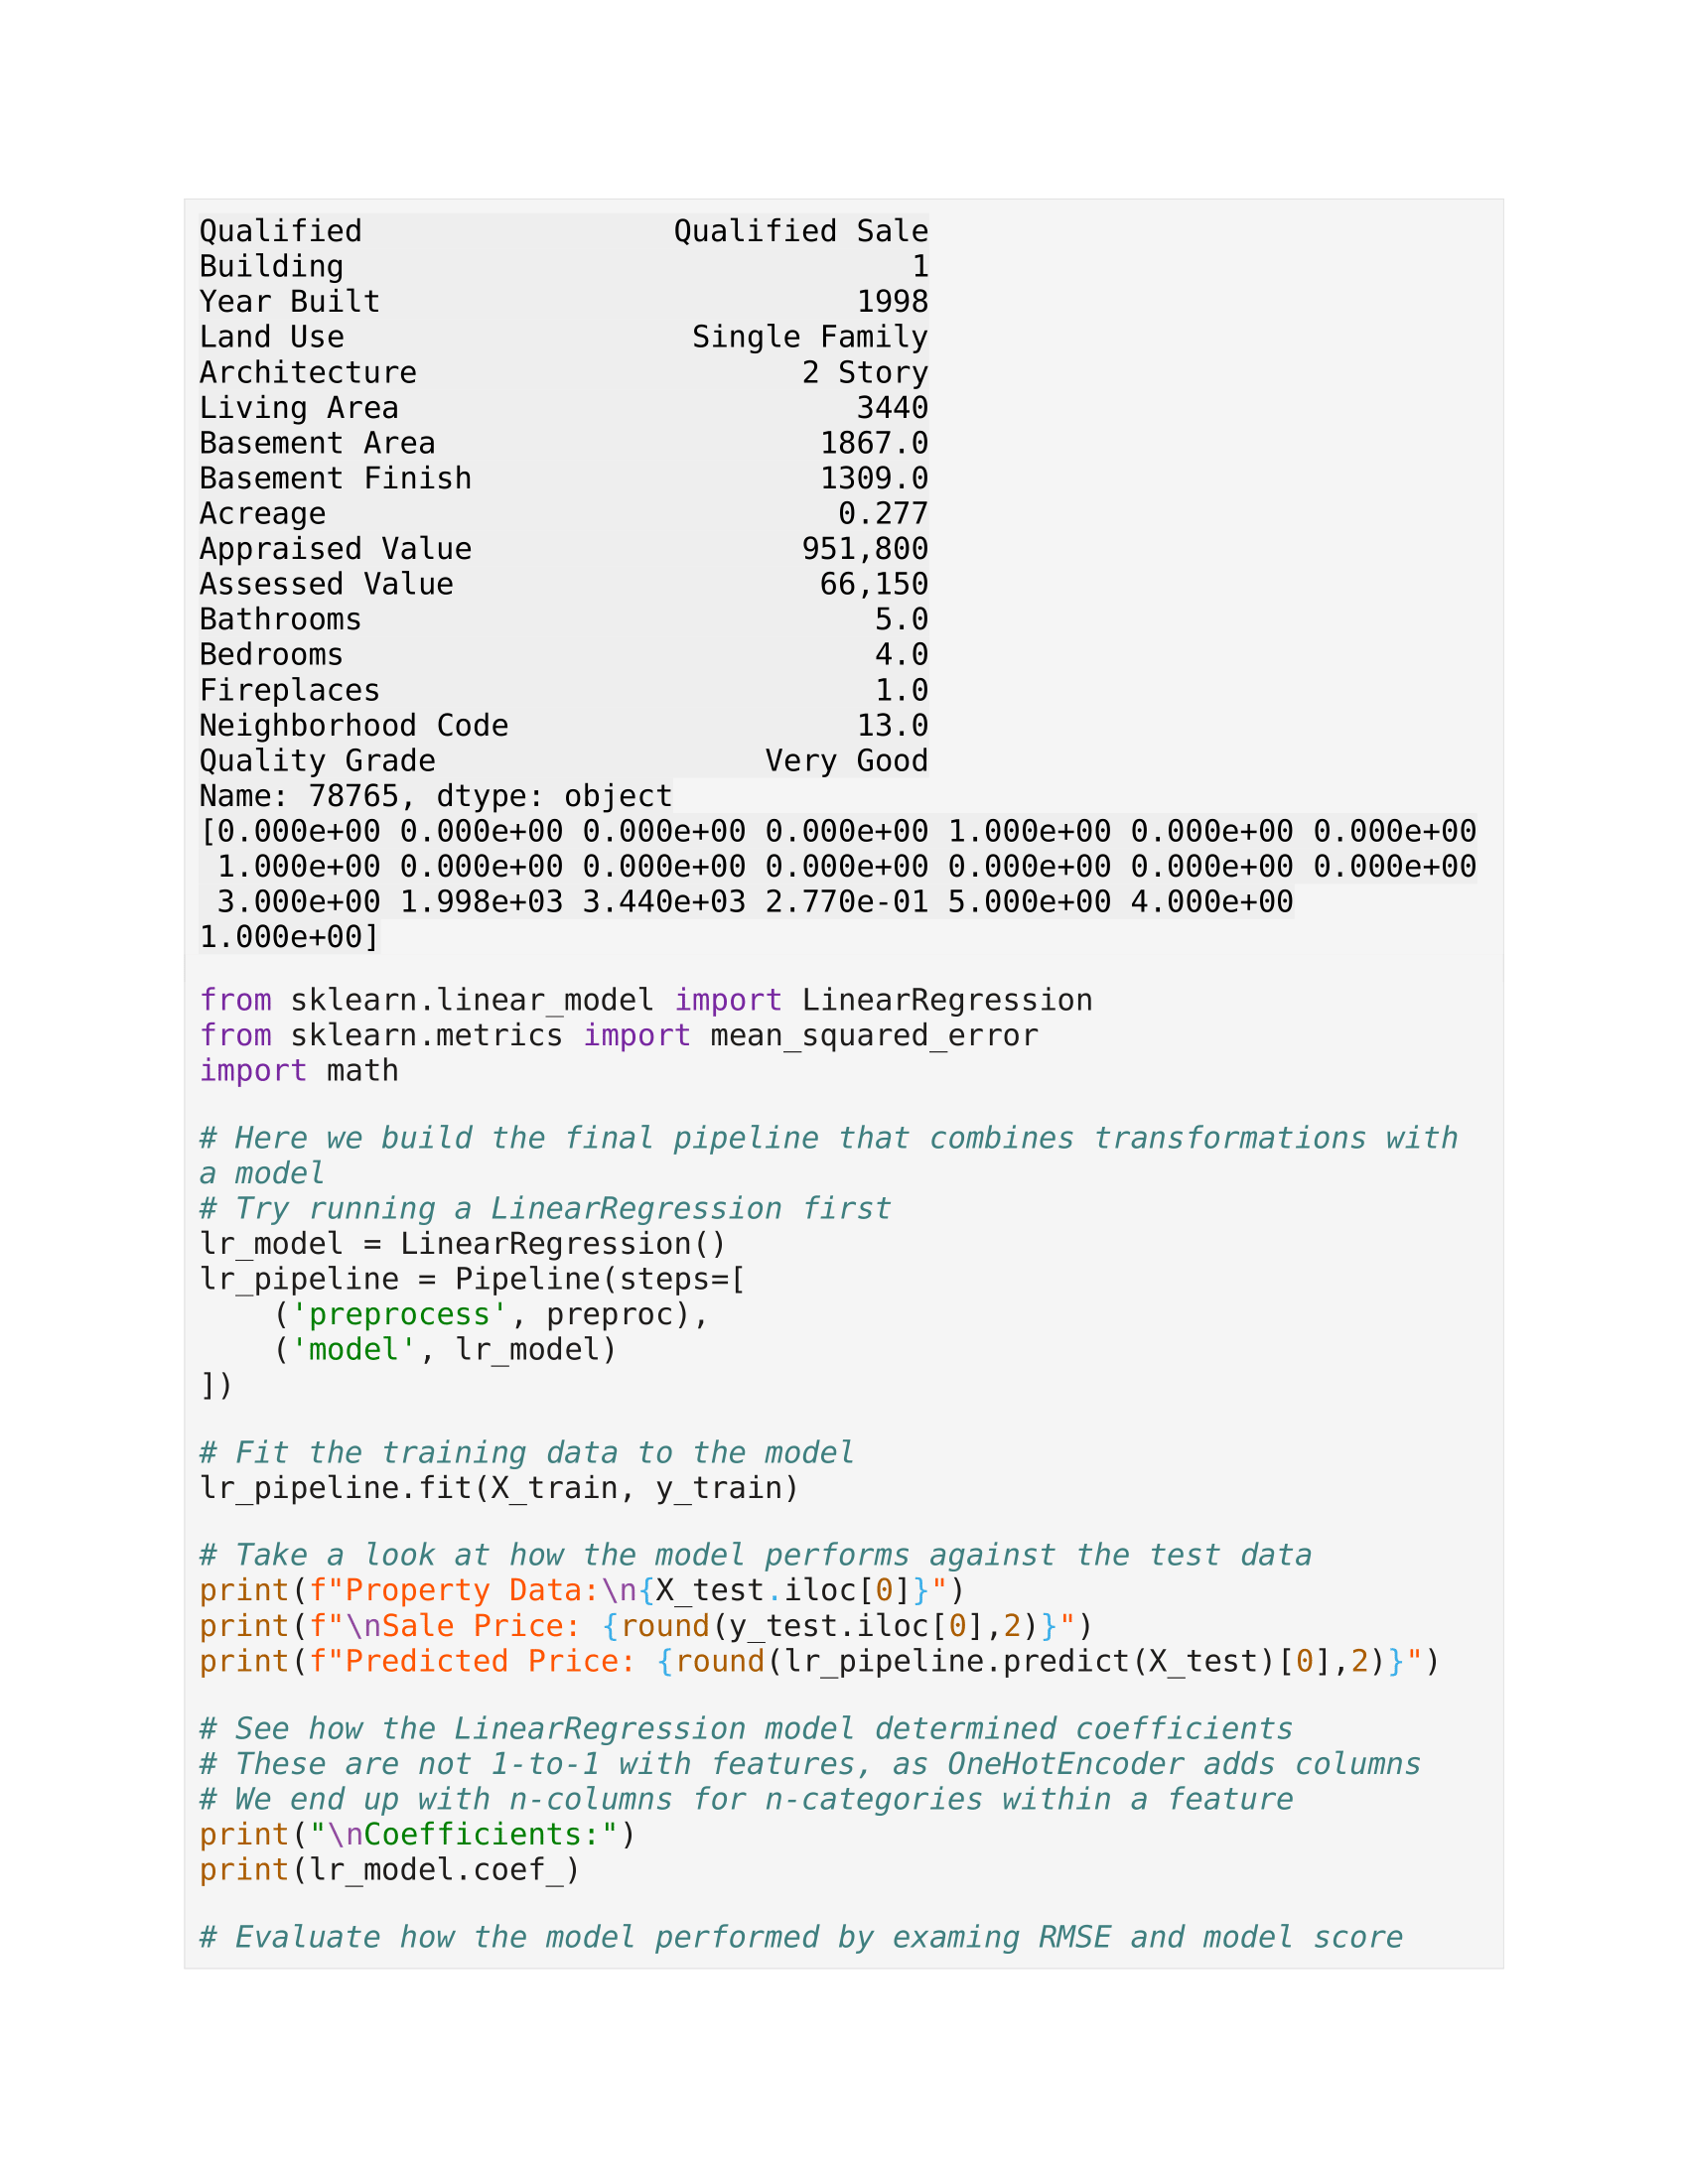 Qualified                 Qualified Sale
Building                               1
Year Built                          1998
Land Use                   Single Family
Architecture                     2 Story
Living Area                         3440
Basement Area                     1867.0
Basement Finish                   1309.0
Acreage                            0.277
Appraised Value                  951,800
Assessed Value                    66,150
Bathrooms                            5.0
Bedrooms                             4.0
Fireplaces                           1.0
Neighborhood Code                   13.0
Quality Grade                  Very Good
Name: 78765, dtype: object
[0.000e+00 0.000e+00 0.000e+00 0.000e+00 1.000e+00 0.000e+00 0.000e+00
 1.000e+00 0.000e+00 0.000e+00 0.000e+00 0.000e+00 0.000e+00 0.000e+00
 3.000e+00 1.998e+03 3.440e+03 2.770e-01 5.000e+00 4.000e+00
1.000e+00]
from sklearn.linear_model import LinearRegression
from sklearn.metrics import mean_squared_error
import math

# Here we build the final pipeline that combines transformations with
a model
# Try running a LinearRegression first
lr_model = LinearRegression()
lr_pipeline = Pipeline(steps=[
    ('preprocess', preproc),
    ('model', lr_model)
])

# Fit the training data to the model
lr_pipeline.fit(X_train, y_train)

# Take a look at how the model performs against the test data
print(f"Property Data:\n{X_test.iloc[0]}")
print(f"\nSale Price: {round(y_test.iloc[0],2)}")
print(f"Predicted Price: {round(lr_pipeline.predict(X_test)[0],2)}")

# See how the LinearRegression model determined coefficients
# These are not 1-to-1 with features, as OneHotEncoder adds columns
# We end up with n-columns for n-categories within a feature
print("\nCoefficients:")
print(lr_model.coef_)

# Evaluate how the model performed by examing RMSE and model score